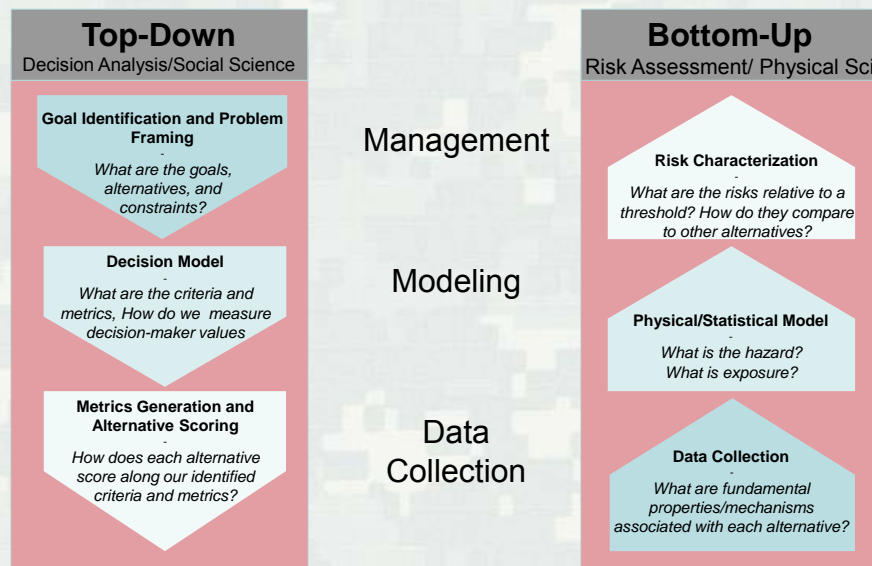 Top-Down
Decision Analysis/Social Science
Goal Identification and Problem
Framing
-
What are the goals,
alternatives, and
constraints?
Decision Model
-
What are the criteria and
metrics, How do we measure
decision-maker values
Metrics Generation and
Alternative Scoring
-
How does each alternative
score along our identified
criteria and metrics?
Management
Modeling
Data
Collection
Bottom-Up
Risk Assessment/ Physical Sci
Risk Characterization
-
What are the risks relative to a
threshold? How do they compare
to other alternatives?
Physical/Statistical Model
-
What is the hazard?
What is exposure?
Data Collection
-
What are fundamental
properties/mechanisms
associated with each alternative?